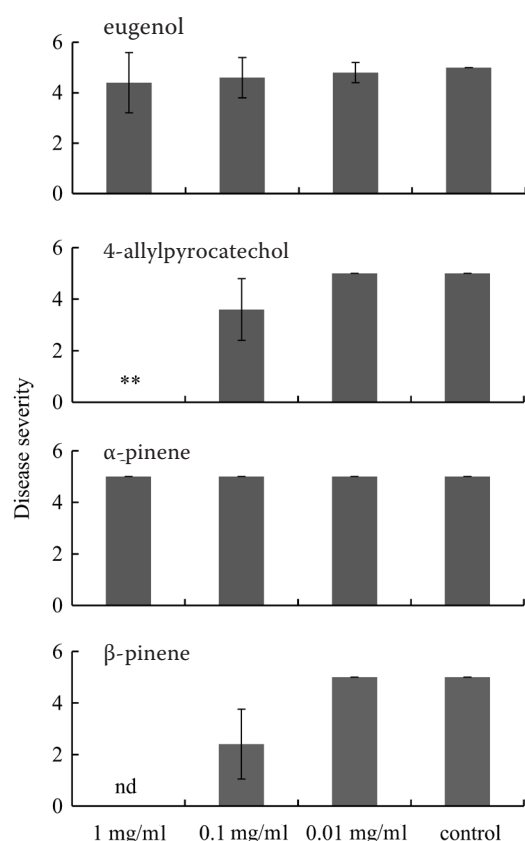 eugenol
6
4
2
0
4-allylpyrocatechol
6
4
2
0
**
α-pinene
6
4
2
0
β-pinene
6
4
2
0
nd
Disease severity
1 mg/ml 0.1 mg/ml 0.01 mg/ml control